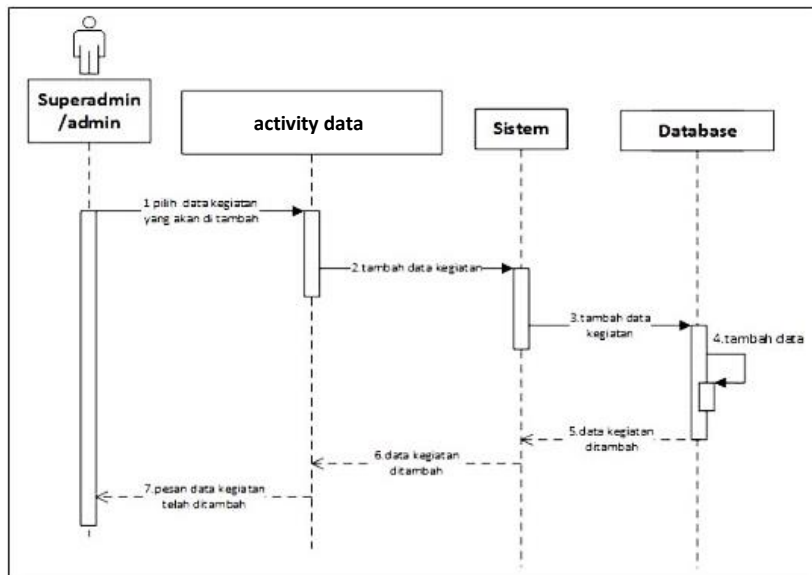 Superadmin
/admin
activity data
Sistem
Database
1.pilih data kegiatan
yang akan di tambah
2.tambah data kegiatan
3.tambah data
kegiatan
4.tambah data
5.data kegiatan
ditambah
6.data kegiatan
ditambah
7.pesan data kegiatan
telah ditambah